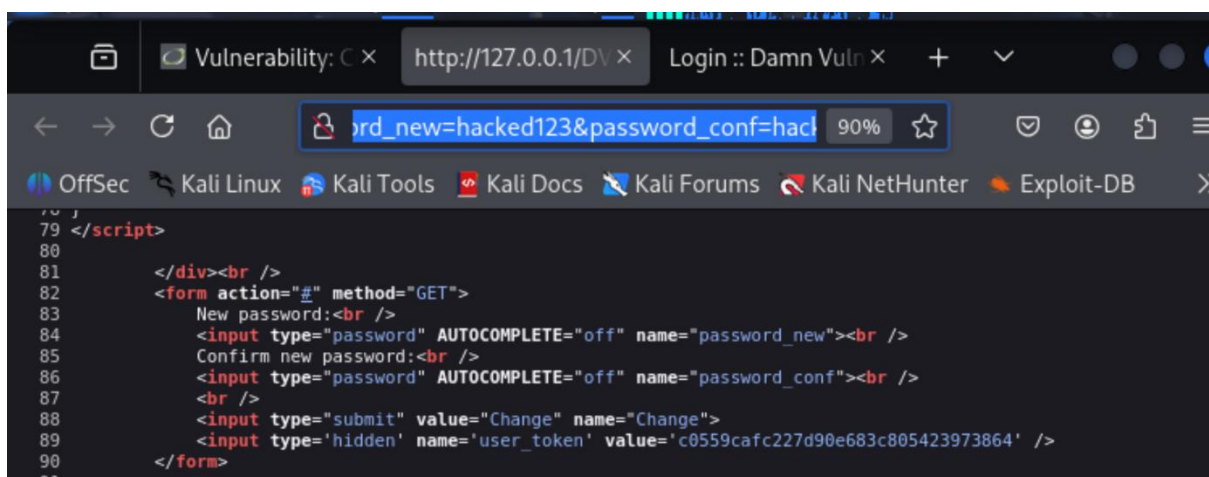 Vulnerability: C
http://127.0.0.1/DV
Login :: Damn Vuln
ord_new=hacked123&password_conf=hack
90%
OffSec Kali Linux Kali Tools Kali Docs Kali Forums Kali NetHunter Exploit-DB
79 </script>
80
81 </div><br />
82 <form action="#" method="GET">
83 New password:<br />
84 <input type="password" AUTOCOMPLETE="off" name="password_new"><br />
85 Confirm new password:<br />
86 <input type="password" AUTOCOMPLETE="off" name="password_conf"><br />
87 <br />
88 <input type="submit" value="Change" name="Change">
89 <input type='hidden' name='user_token' value='c0559cafc227d90e683c805423973864' />
90 </form>